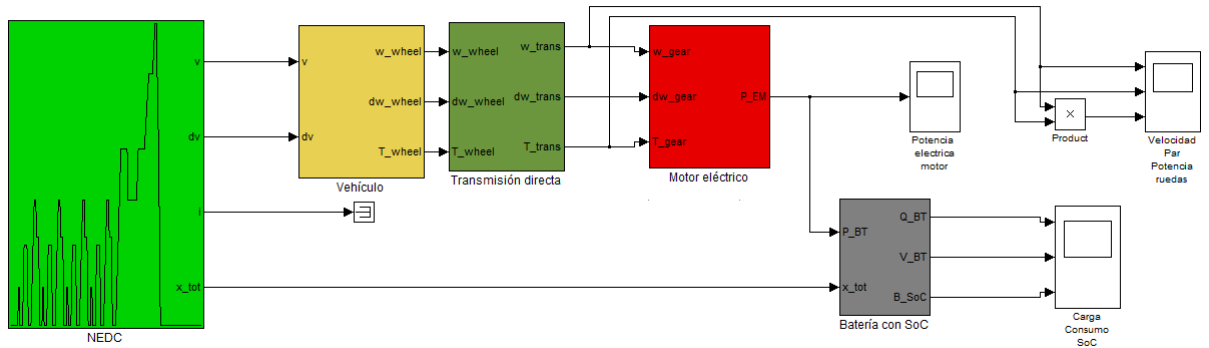 v
dv
i
x_tot
NEDC
v
dv
w_wheel
dw_wheel
T_wheel
Vehículo
w_wheel
dw_wheel
T_wheel
w_trans
dw_trans
T_trans
Transmisión directa
w_gear
dw_gear
T_gear
P_EM
Motor eléctrico
Potencia
electrica
motor
×
Product
Velocidad
Par
Potencia
ruedas
P_BT
x_tot
Q_BT
V_BT
B_SoC
Batería con SoC
Carga
Consumo
SoC